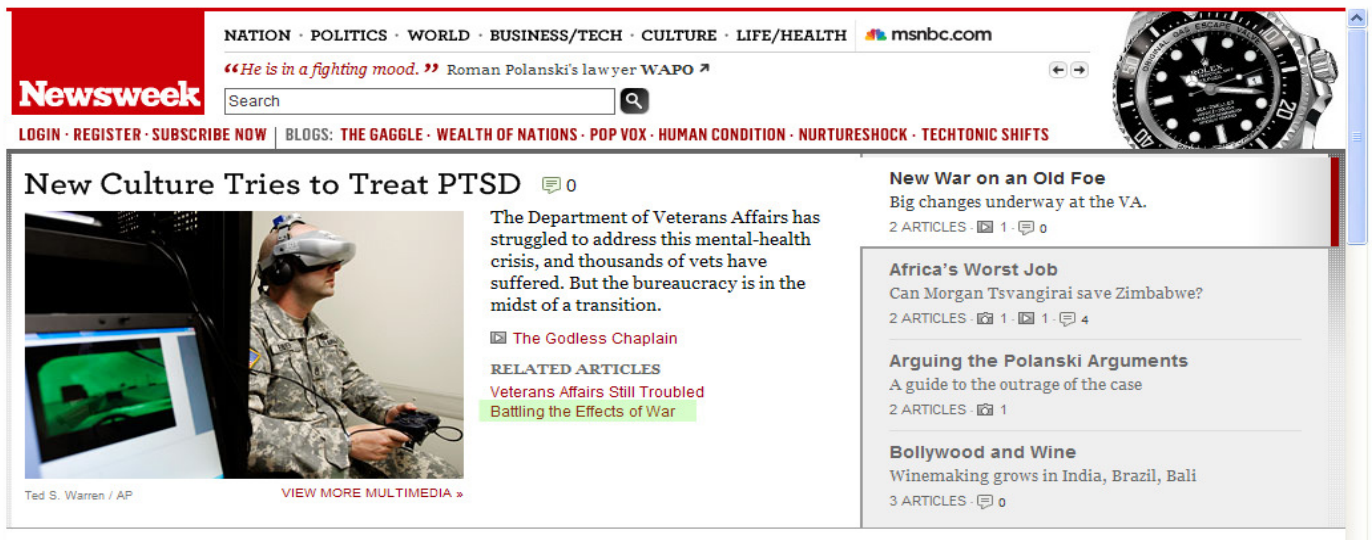 NATION · POLITICS · WORLD · BUSINESS/TECH · CULTURE · LIFE/HEALTH
msnbc.com
Newsweek
“He is in a fighting mood.” Roman Polanski's lawyer WAPO
Search
LOGIN · REGISTER · SUBSCRIBE NOW | BLOGS: THE GAGGLE · WEALTH OF NATIONS · POP VOX · HUMAN CONDITION · NURTURESHOCK · TECHTONIC SHIFTS
ORIGINAL GAS ESCAPE VALVE
ROLEX
20
40
New Culture Tries to Treat PTSD 0
The Department of Veterans Affairs has
struggled to address this mental-health
crisis, and thousands of vets have
suffered. But the bureaucracy is in the
midst of a transition.
The Godless Chaplain
RELATED ARTICLES
Veterans Affairs Still Troubled
Battling the Effects of War
Ted S. Warren / AP
VIEW MORE MULTIMEDIA »
New War on an Old Foe
Big changes underway at the VA.
2 ARTICLES · 1 · 0
Africa's Worst Job
Can Morgan Tsvangirai save Zimbabwe?
2 ARTICLES · 1 · 1 · 4
Arguing the Polanski Arguments
A guide to the outrage of the case
2 ARTICLES · 1
Bollywood and Wine
Winemaking grows in India, Brazil, Bali
3 ARTICLES · 0